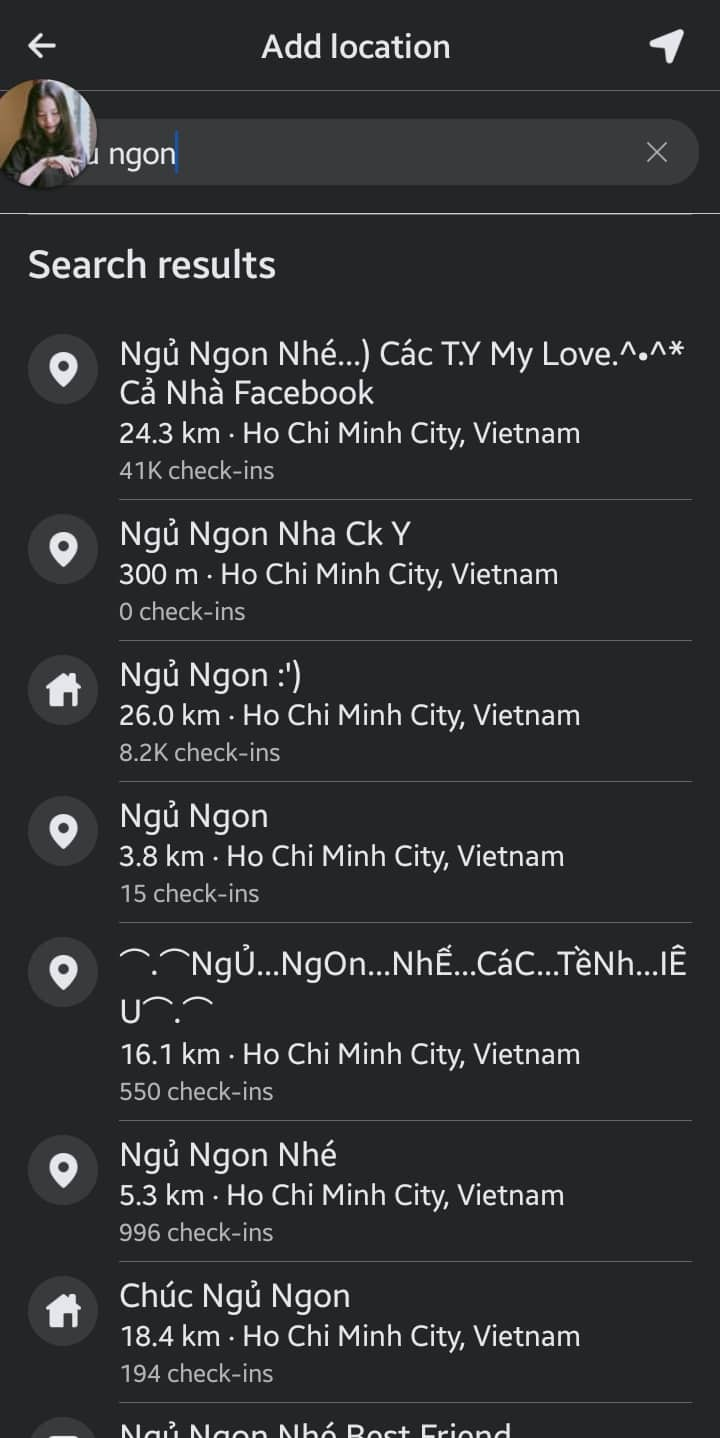 Add location
ngon
Search results
Ngủ Ngon Nhé...) Các T.Y My Love.^•^*
Cả Nhà Facebook
24.3 km · Ho Chi Minh City, Vietnam
41K check-ins
Ngủ Ngon Nha Ck Y
300 m · Ho Chi Minh City, Vietnam
0 check-ins
Ngủ Ngon :')
26.0 km · Ho Chi Minh City, Vietnam
8.2K check-ins
Ngủ Ngon
3.8 km · Ho Chi Minh City, Vietnam
15 check-ins
⌒.⌒NgỦ...NgOn...NhẾ...CáC...TềNh...IÊ
U⌒.⌒
16.1 km · Ho Chi Minh City, Vietnam
550 check-ins
Ngủ Ngon Nhé
5.3 km · Ho Chi Minh City, Vietnam
996 check-ins
Chúc Ngủ Ngon
18.4 km · Ho Chi Minh City, Vietnam
194 check-ins
Ngủ Ngon Nhé Best Friend